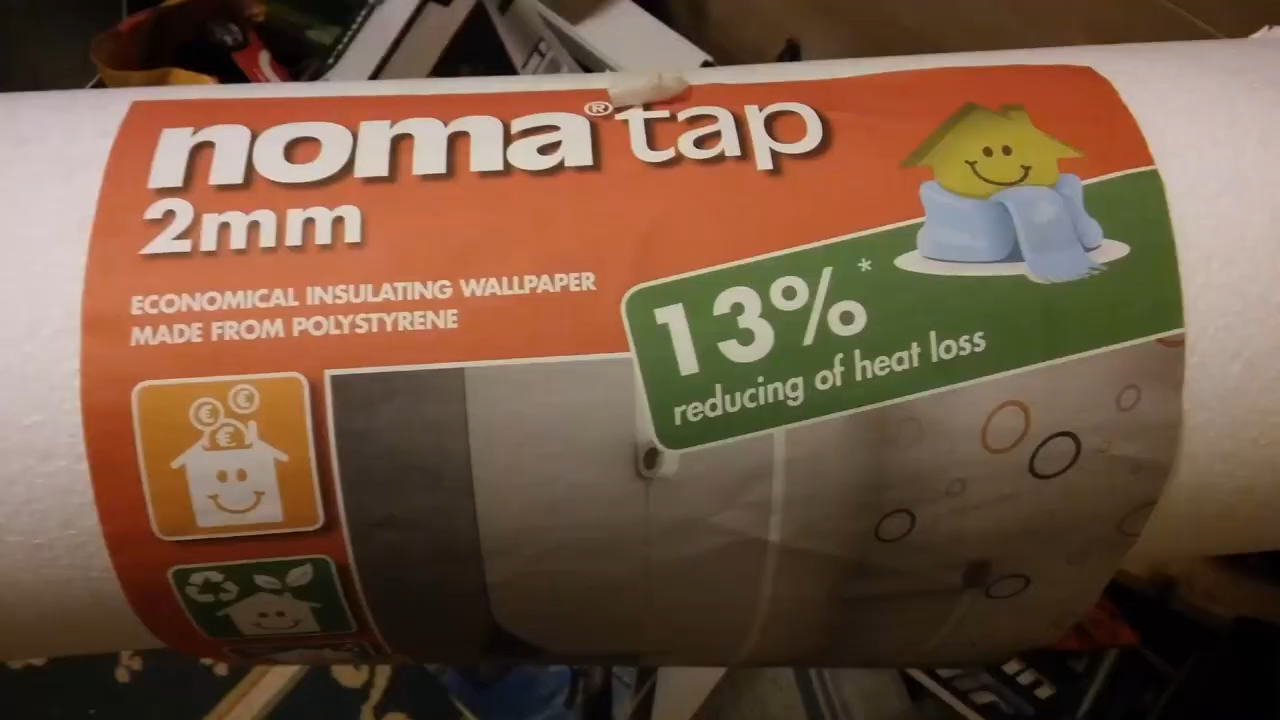 noma® tap
2mm
ECONOMICAL INSULATING WALLPAPER
MADE FROM POLYSTYRENE
13%*
reducing of heat loss
€
€
€